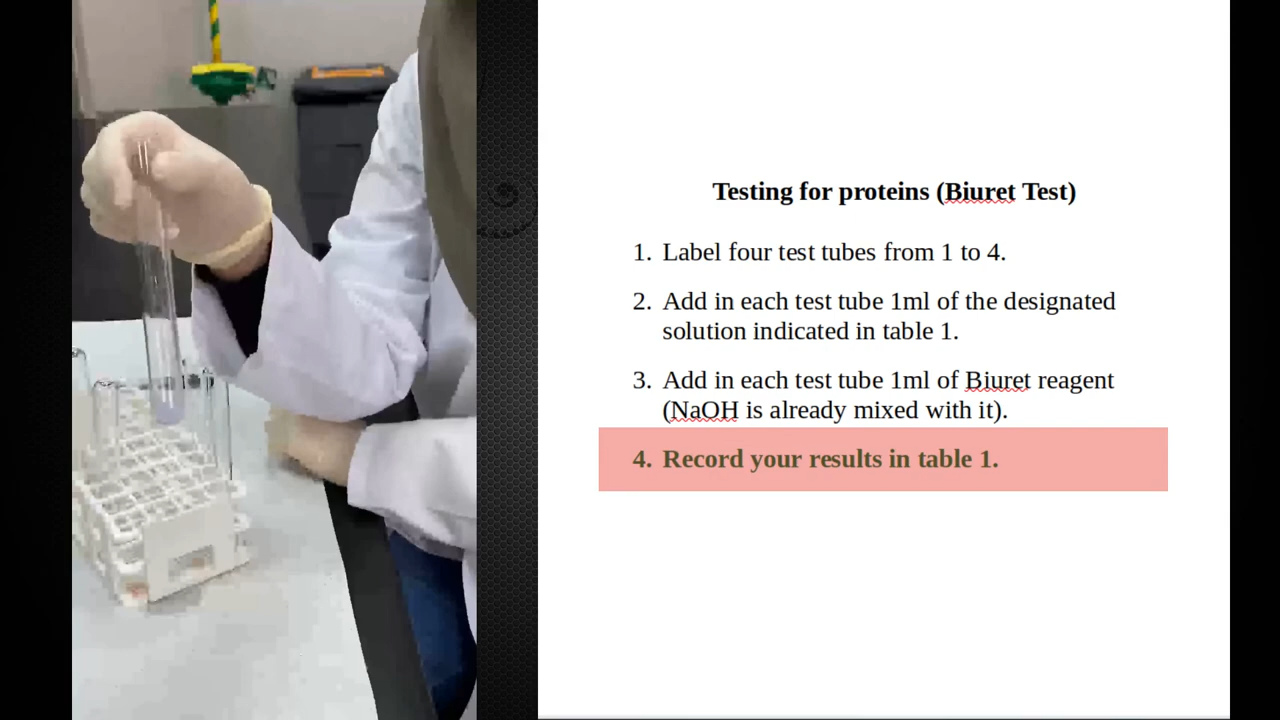 Testing for proteins (Biuret Test)
1. Label four test tubes from 1 to 4.
2. Add in each test tube 1ml of the designated
solution indicated in table 1.
3. Add in each test tube 1ml of Biuret reagent
(NaOH is already mixed with it).
4. Record your results in table 1.